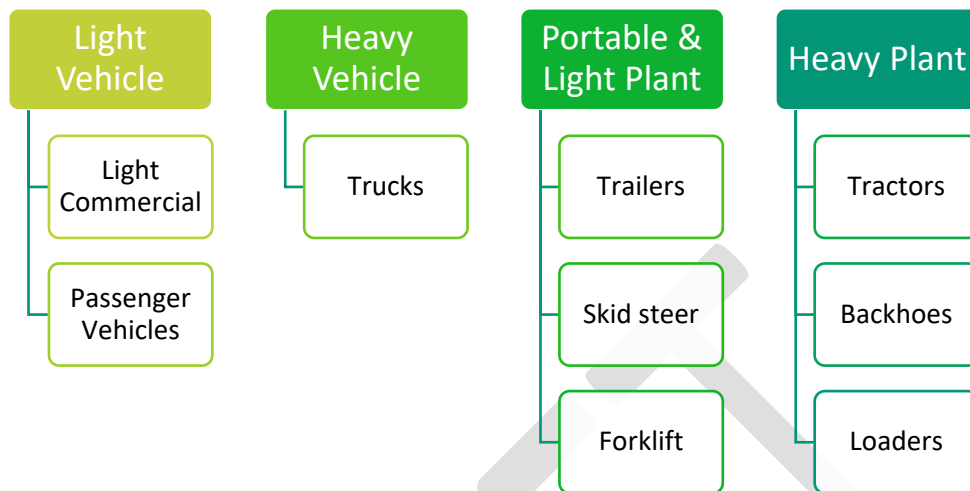 Light
Vehicle
Light
Commercial
Passenger
Vehicles
Heavy
Vehicle
Trucks
Portable &
Light Plant
Trailers
Skid steer
Forklift
Heavy Plant
Tractors
Backhoes
Loaders